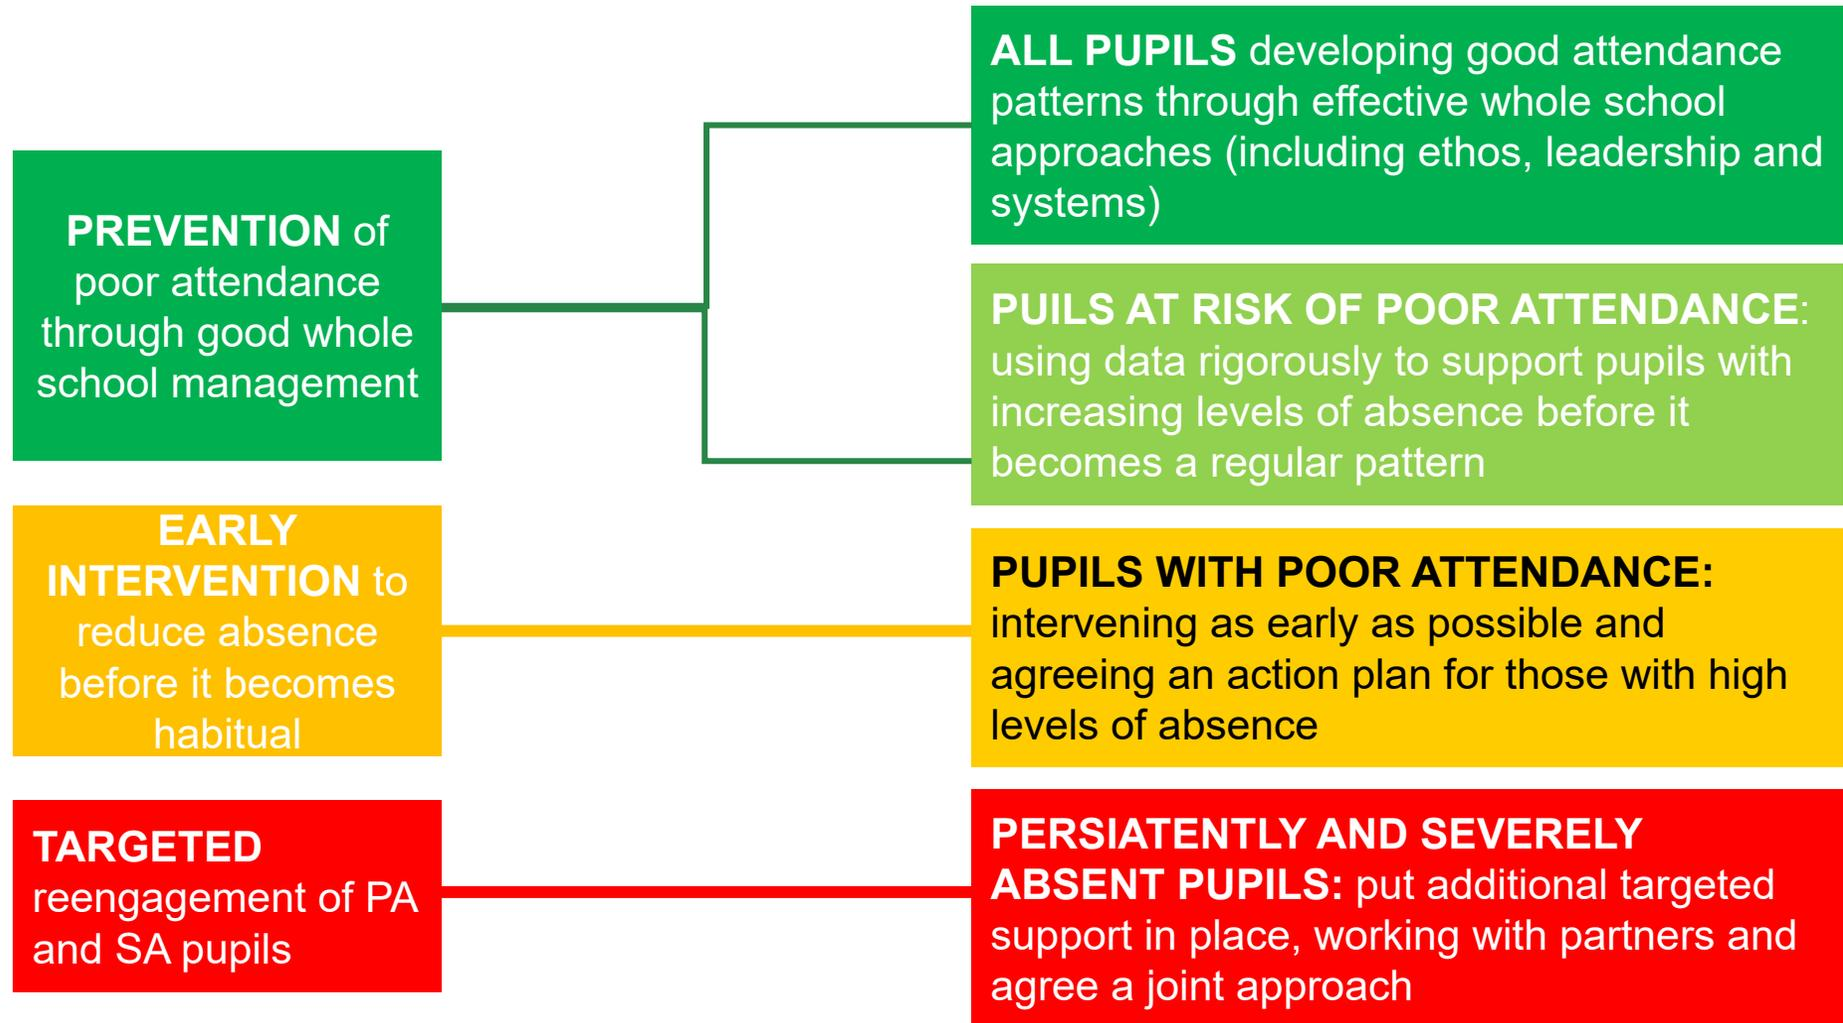 PREVENTION of
poor attendance
through good whole
school management
ALL PUPILS developing good attendance
patterns through effective whole school
approaches (including ethos, leadership and
systems)
PUILS AT RISK OF POOR ATTENDANCE:
using data rigorously to support pupils with
increasing levels of absence before it
becomes a regular pattern
EARLY
INTERVENTION to
reduce absence
before it becomes
habitual
PUPILS WITH POOR ATTENDANCE:
intervening as early as possible and
agreeing an action plan for those with high
levels of absence
TARGETED
reengagement of PA
and SA pupils
PERSIATENTLY AND SEVERELY
ABSENT PUPILS: put additional targeted
support in place, working with partners and
agree a joint approach